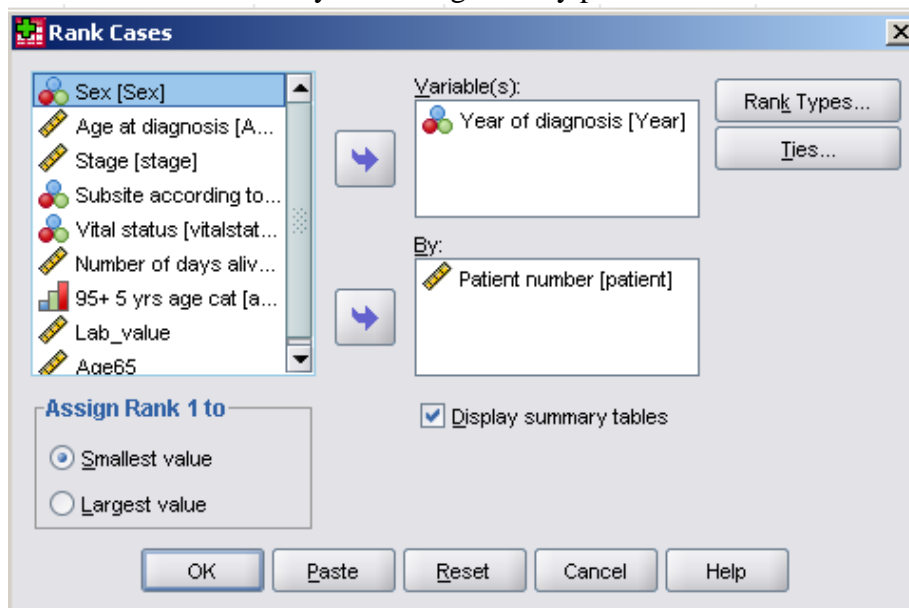 Rank Cases
Sex [Sex]
Age at diagnosis [A...
Stage [stage]
Subsite according to...
Vital status [vitalstat...
Number of days aliv...
95+ 5 yrs age cat [a...
Lab_value
Age65
Variable(s):
Year of diagnosis [Year]
By:
Patient number [patient]
Rank Types...
Ties...
Assign Rank 1 to
Smallest value
Largest value
Display summary tables
OK
Paste
Reset
Cancel
Help